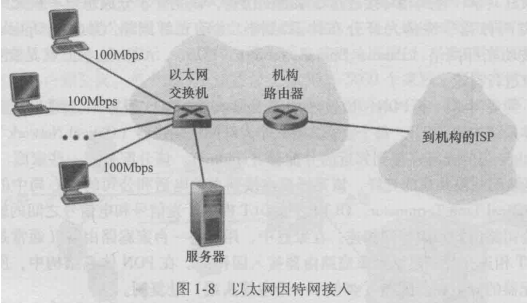 100Mbps
以太网
交换机
机构
路由器
100Mbps
到机构的ISP
100Mbps
服务器
图 1-8 以太网因特网接入